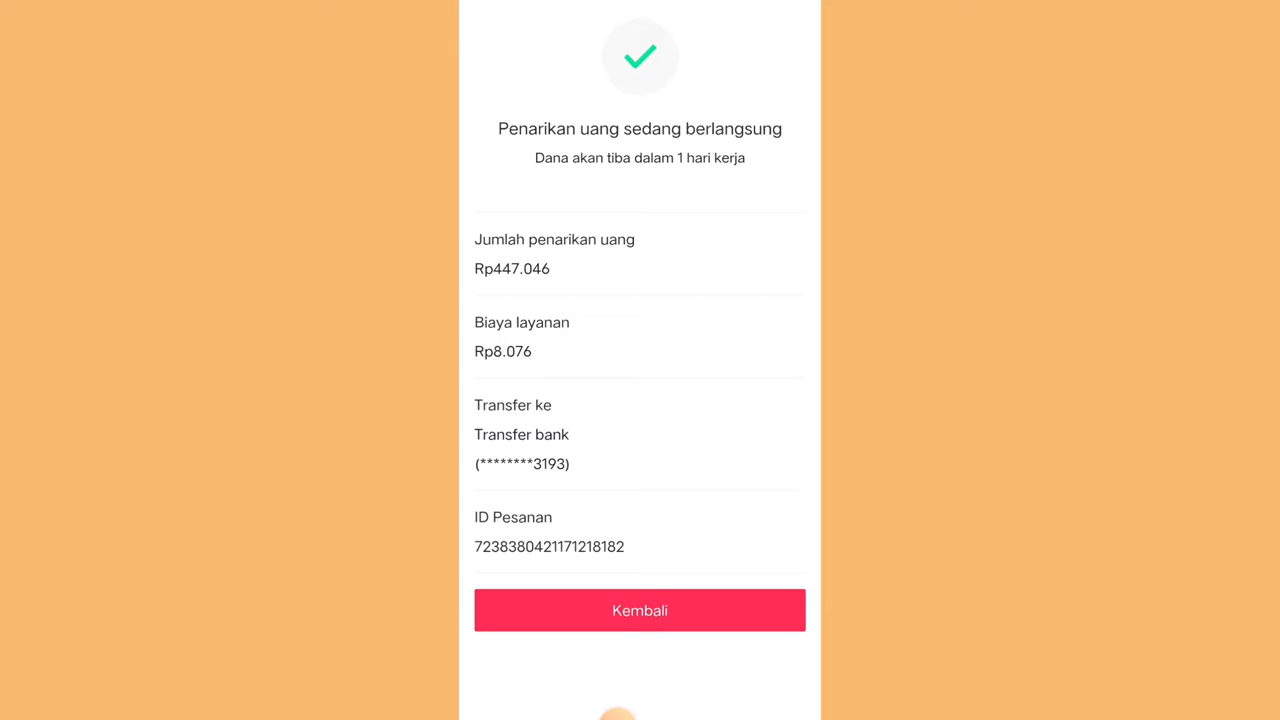 Penarikan uang sedang berlangsung
Dana akan tiba dalam 1 hari kerja
Jumlah penarikan uang
Rp447.046
Biaya layanan
Rp8.076
Transfer ke
Transfer bank
(********3193)
ID Pesanan
7238380421171218182
Kembali